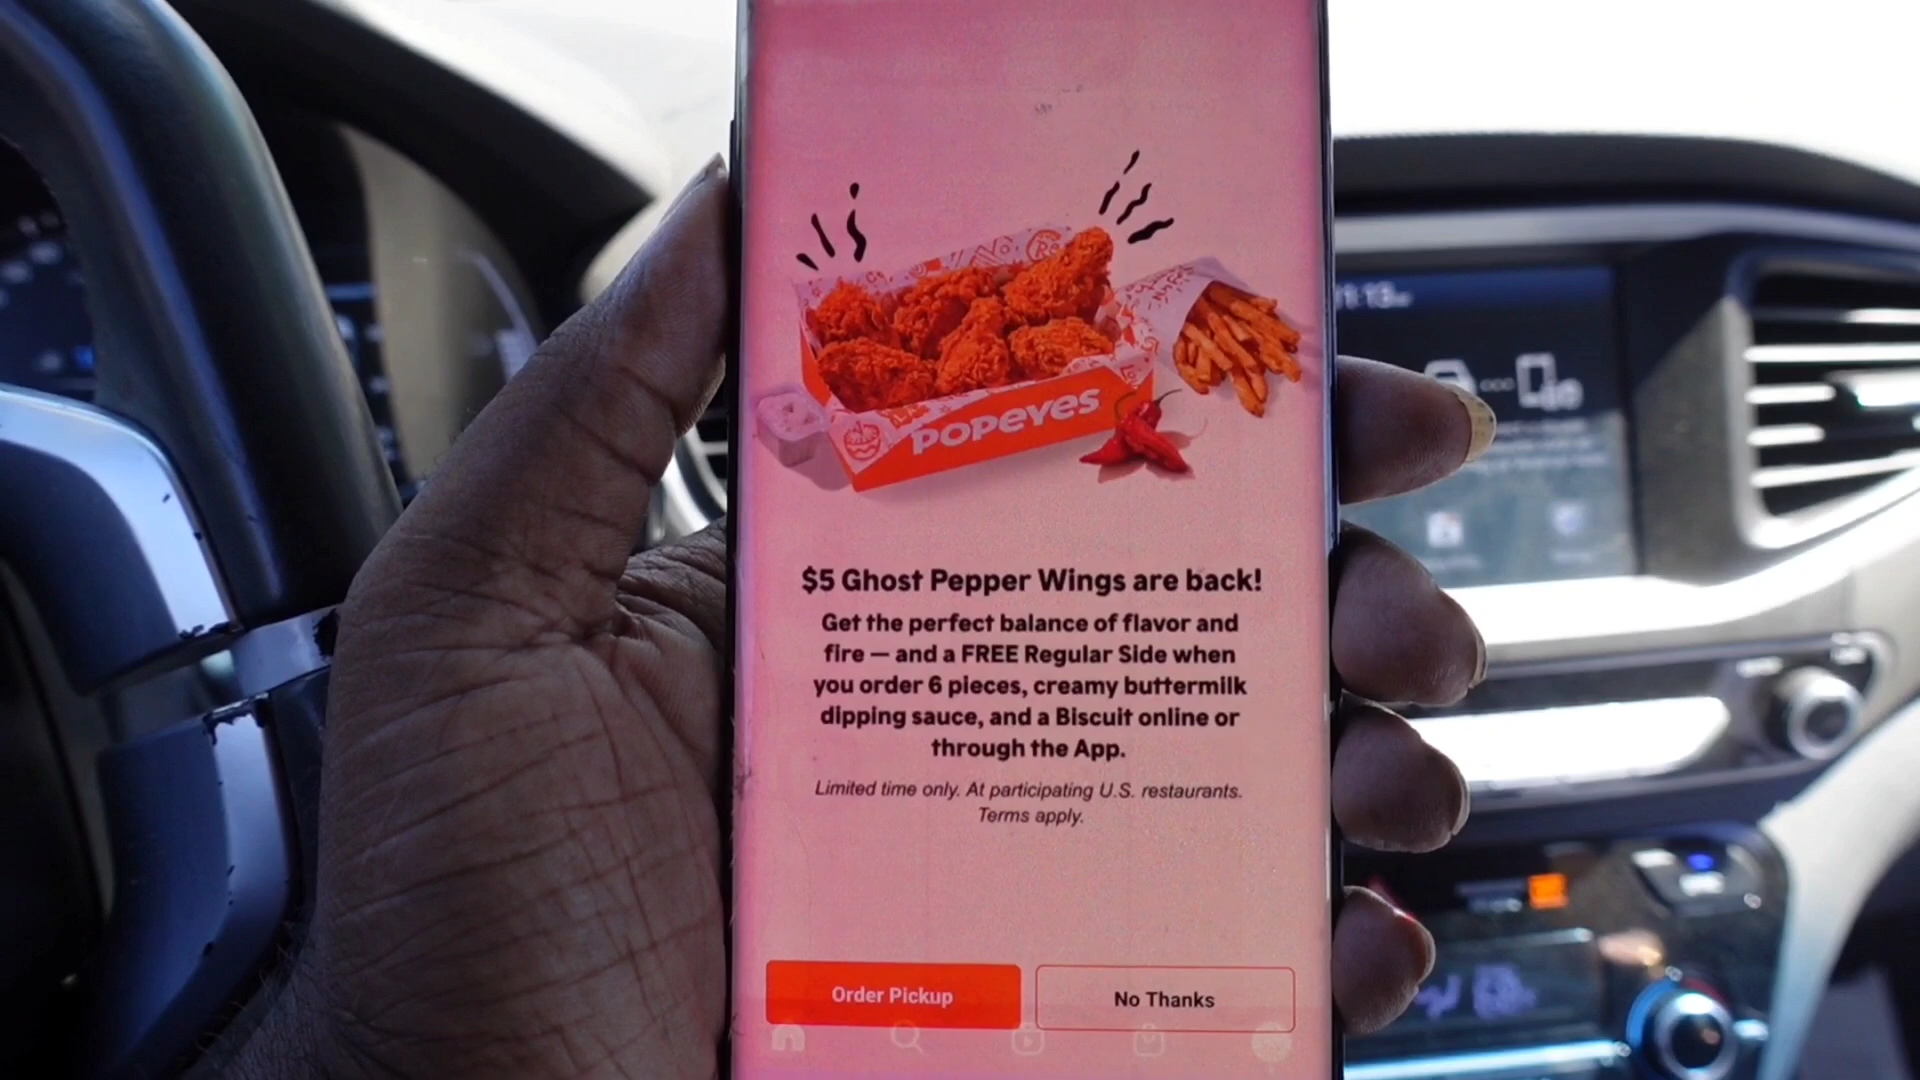 POPEYES
$5 Ghost Pepper Wings are back!
Get the perfect balance of flavor and
fire — and a FREE Regular Side when
you order 6 pieces, creamy buttermilk
dipping sauce, and a Biscuit online or
through the App.
Limited time only. At participating U.S. restaurants.
Terms apply.
Order Pickup
No Thanks